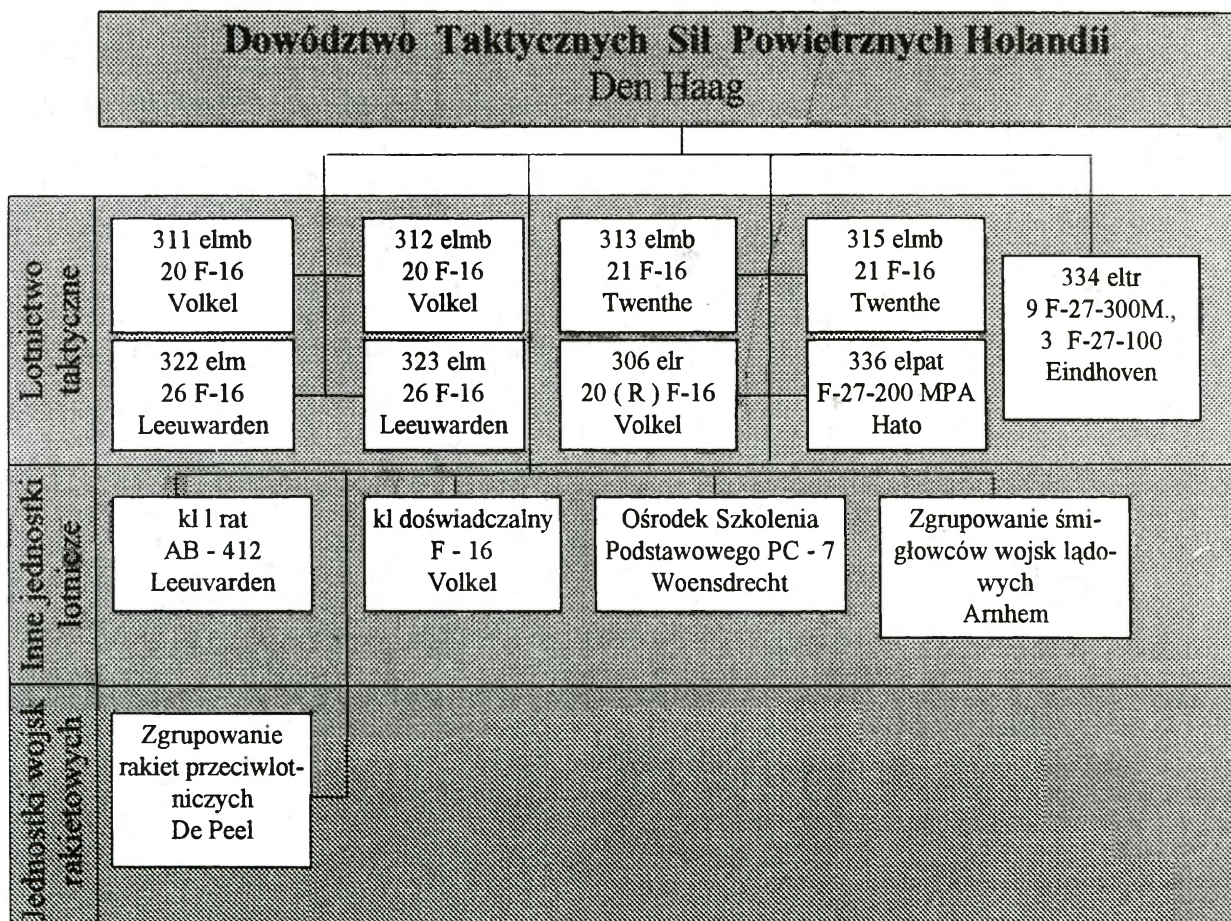 Dowództwo Taktycznych Sił Powietrznych Holandii
Den Haag
Lotnictwo
taktyczne
311 elmb
20 F-16
Volkel
312 elmb
20 F-16
Volkel
313 elmb
21 F-16
Twenthe
315 elmb
21 F-16
Twenthe
334 eltr
9 F-27-300M.,
3 F-27-100
Eindhoven
322 elm
26 F-16
Leeuwarden
323 elm
26 F-16
Leeuwarden
306 elr
20 ( R ) F-16
Volkel
336 elpat
F-27-200 MPA
Hato
Inne jednostki
lotnicze
kl l rat
AB - 412
Leeuvarden
kl doświadczalny
F - 16
Volkel
Ośrodek Szkolenia
Podstawowego PC - 7
Woensdrecht
Zgrupowanie śmi-
głowców wojsk lądo-
wych
Arnhem
Jednostki wojsk
rakietowych
Zgrupowanie
rakiet przeciwlot-
niczych
De Peel